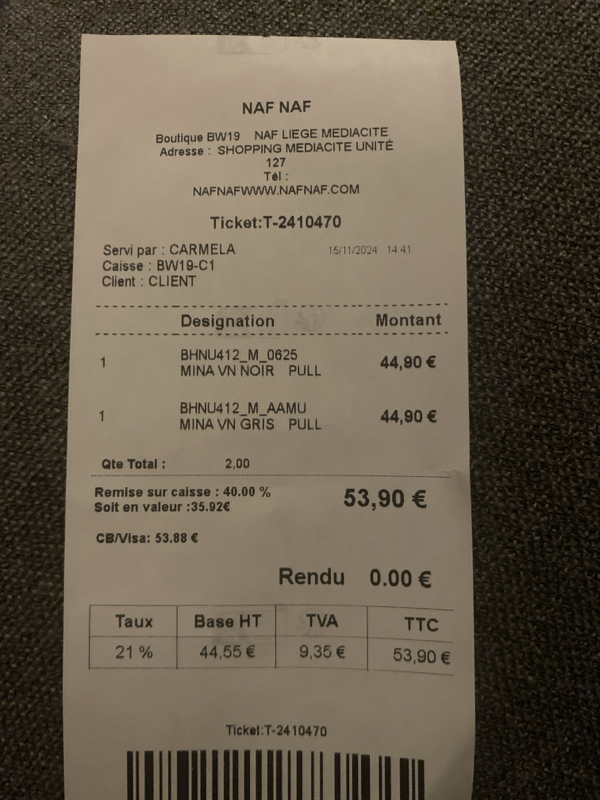 NAF NAF
Boutique BW19 NAF LIEGE MEDIACITE
Adresse : SHOPPING MEDIACITE UNITÉ
127
Tél :
NAFNAFWWW.NAFNAF.COM
Ticket:T-2410470
Servi par : CARMELA 15/11/2024 14:41
Caisse : BW19-C1
Client : CLIENT
Designation Montant
1 BHNU412_M_0625 44,90 €
MINA VN NOIR PULL
1 BHNU412_M_AAMU 44,90 €
MINA VN GRIS PULL
Qte Total : 2,00
Remise sur caisse : 40.00 % 53,90 €
Soit en valeur :35.92€
CB/Visa: 53.88 €
Rendu 0.00 €
Taux Base HT TVA TTC
21 % 44,55 € 9,35 € 53,90 €
Ticket:T-2410470